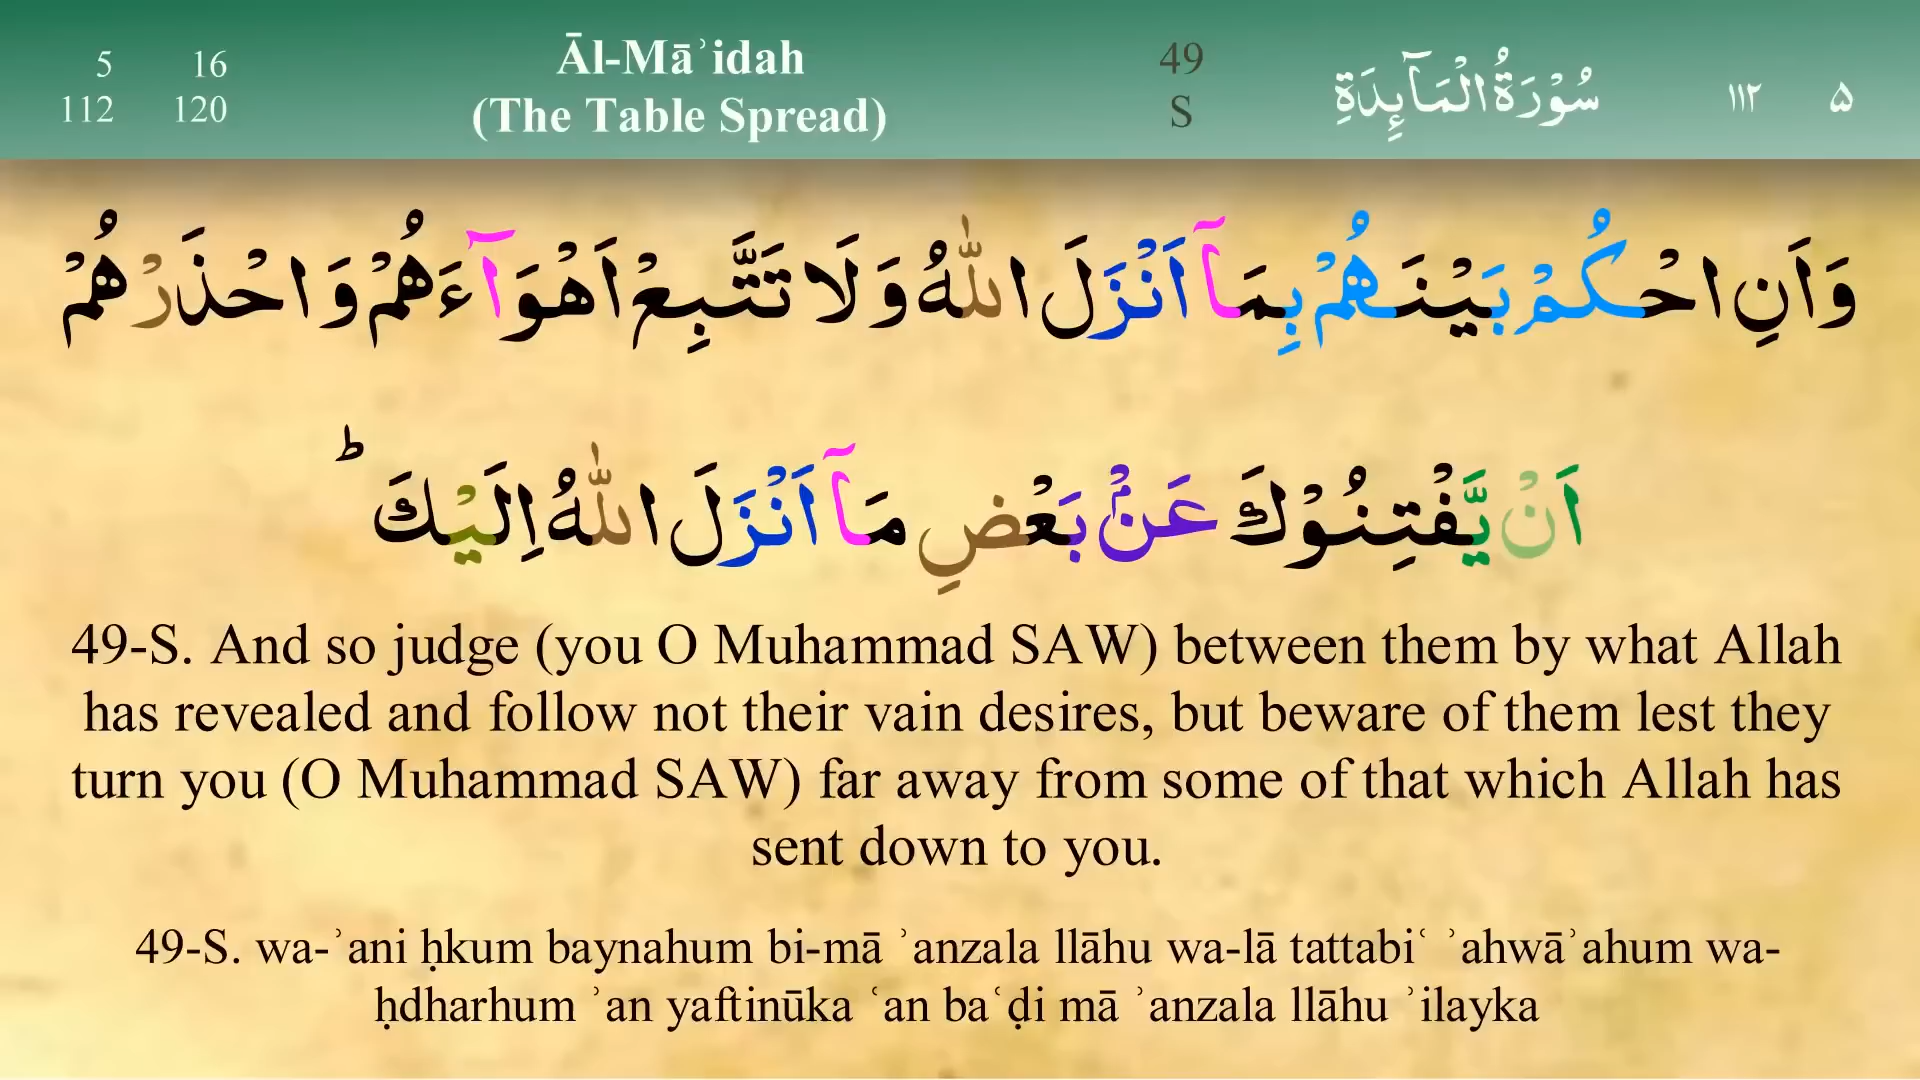 5 16
112 120
Āl-Māʾidah
(The Table Spread)
49
S
سُوْرَةُ الْمَآئِدَةِ
١١٢
۵
وَاَنِ احْكُمْ بَيْنَهُمْ بِمَآ اَنْزَلَ اللّٰهُ وَلَا تَتَّبِعْ اَهْوَآءَهُمْ وَاحْذَرْهُمْ
اَنْ يَّفْتِنُوْكَ عَنْۢ بَعْضِ مَآ اَنْزَلَ اللّٰهُ اِلَيْكَ ؕ
49-S. And so judge (you O Muhammad SAW) between them by what Allah
has revealed and follow not their vain desires, but beware of them lest they
turn you (O Muhammad SAW) far away from some of that which Allah has
sent down to you.
49-S. wa-ʾani ḥkum baynahum bi-mā ʾanzala llāhu wa-lā tattabiʿ ʾahwāʾahum wa-
ḥdharhum ʾan yaftinūka ʿan baʿḍi mā ʾanzala llāhu ʾilayka